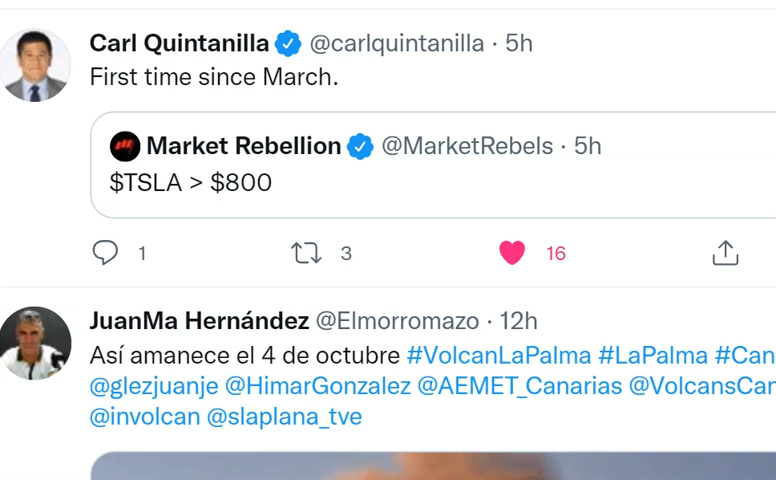 Carl Quintanilla @carlquintanilla · 5h
First time since March.
Market Rebellion @MarketRebels · 5h
$TSLA > $800
1 3 16
JuanMa Hernández @Elmorromazo · 12h
Así amanece el 4 de octubre #VolcanLaPalma #LaPalma #Can
@glezjuanje @HimarGonzalez @AEMET_Canarias @VolcansCan
@involcan @slaplana_tve